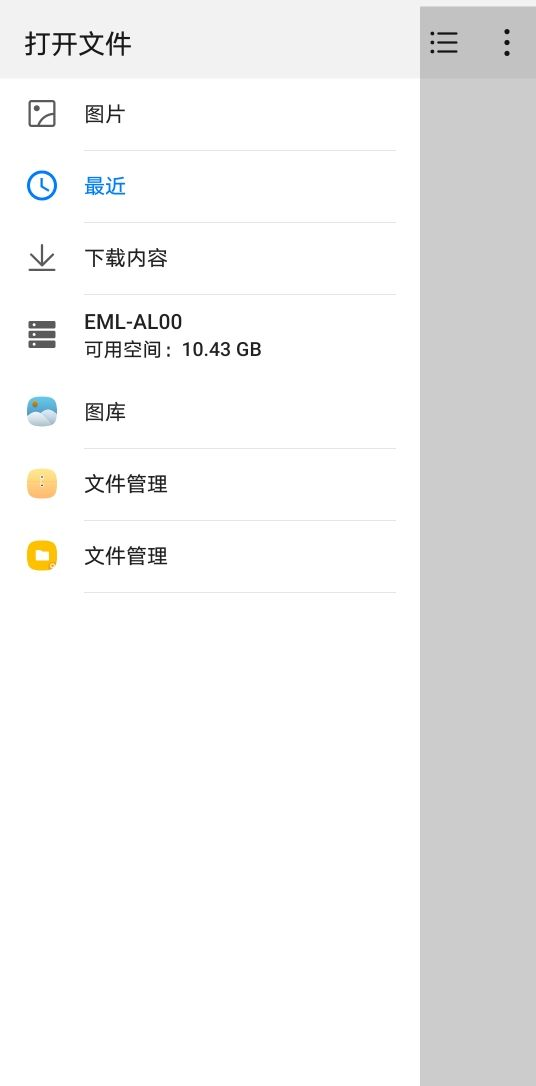 打开文件
图片
最近
下载内容
EML-AL00
可用空间：10.43 GB
图库
文件管理
文件管理